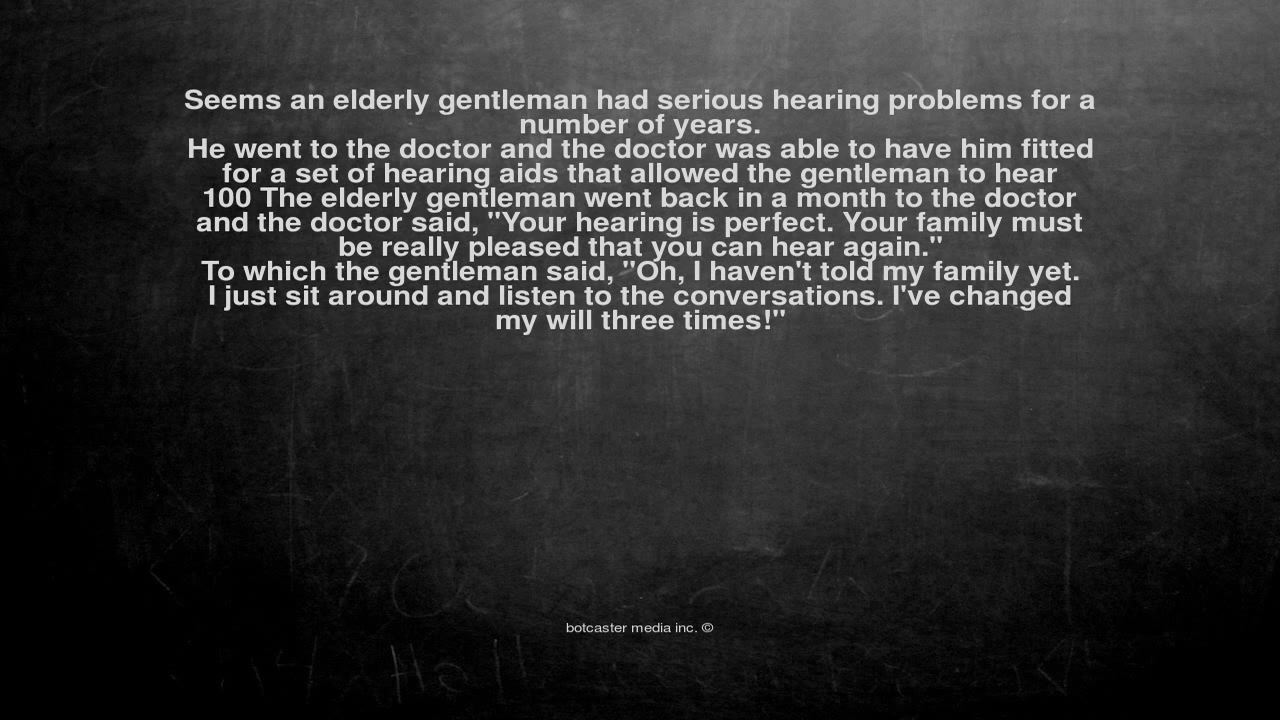 Seems an elderly gentleman had serious hearing problems for a
number of years.
He went to the doctor and the doctor was able to have him fitted
for a set of hearing aids that allowed the gentleman to hear
100 The elderly gentleman went back in a month to the doctor
and the doctor said, "Your hearing is perfect. Your family must
be really pleased that you can hear again."
To which the gentleman said, "Oh, I haven't told my family yet.
I just sit around and listen to the conversations. I've changed
my will three times!"
botcaster media inc. ©